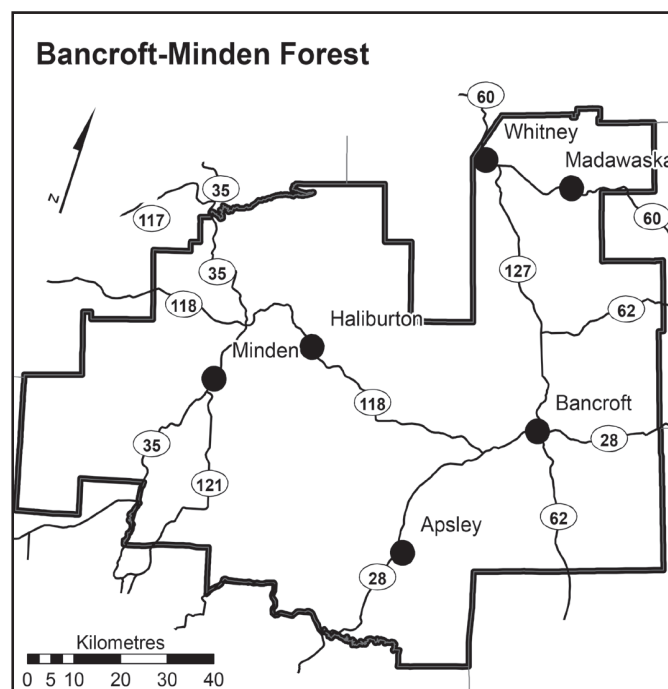 Bancroft-Minden Forest
60
Whitney
Madawaska
N
35
117
60
35
127
118
62
Haliburton
Minden
118
Bancroft
35
28
121
62
Apsley
28
Kilometres
0 5 10 20 30 40